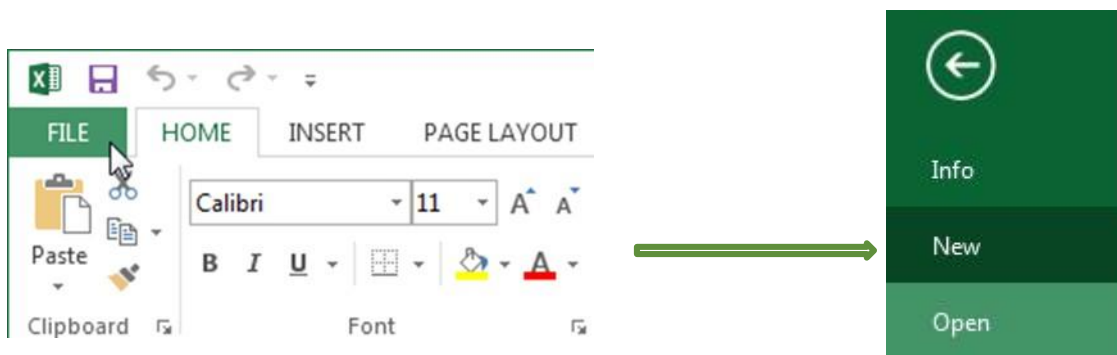 FILE HOME INSERT PAGE LAYOUT
Calibri 11 A A
Paste
B I U A
Clipboard Font
Info
New
Open